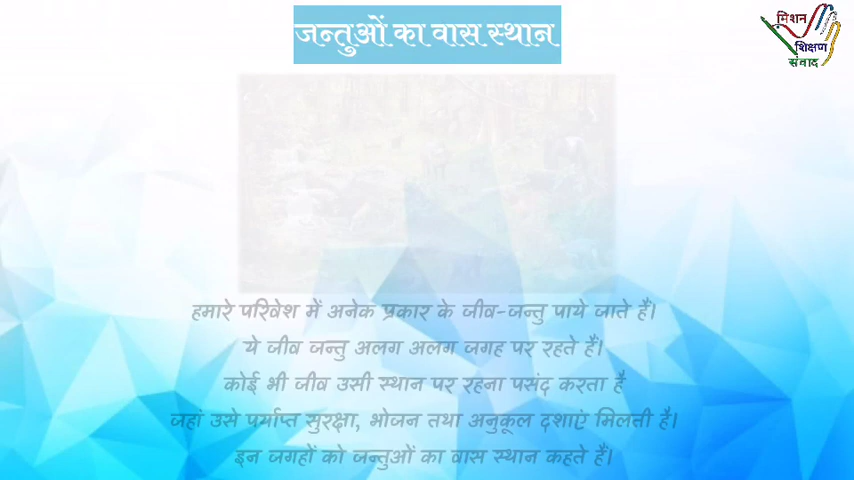 जन्तुओं का वास स्थान
मिशन
शिक्षण
संवाद
हमारे परिवेश में अनेक प्रकार के जीव-जन्तु पाये जाते हैं।
ये जीव जन्तु अलग अलग जगह पर रहते हैं।
कोई भी जीव उसी स्थान पर रहना पसंद करता है
जहां उसे पर्याप्त सुरक्षा, भोजन तथा अनुकूल दशाएं मिलती है।
इन जगहों को जन्तुओं का वास स्थान कहते हैं।